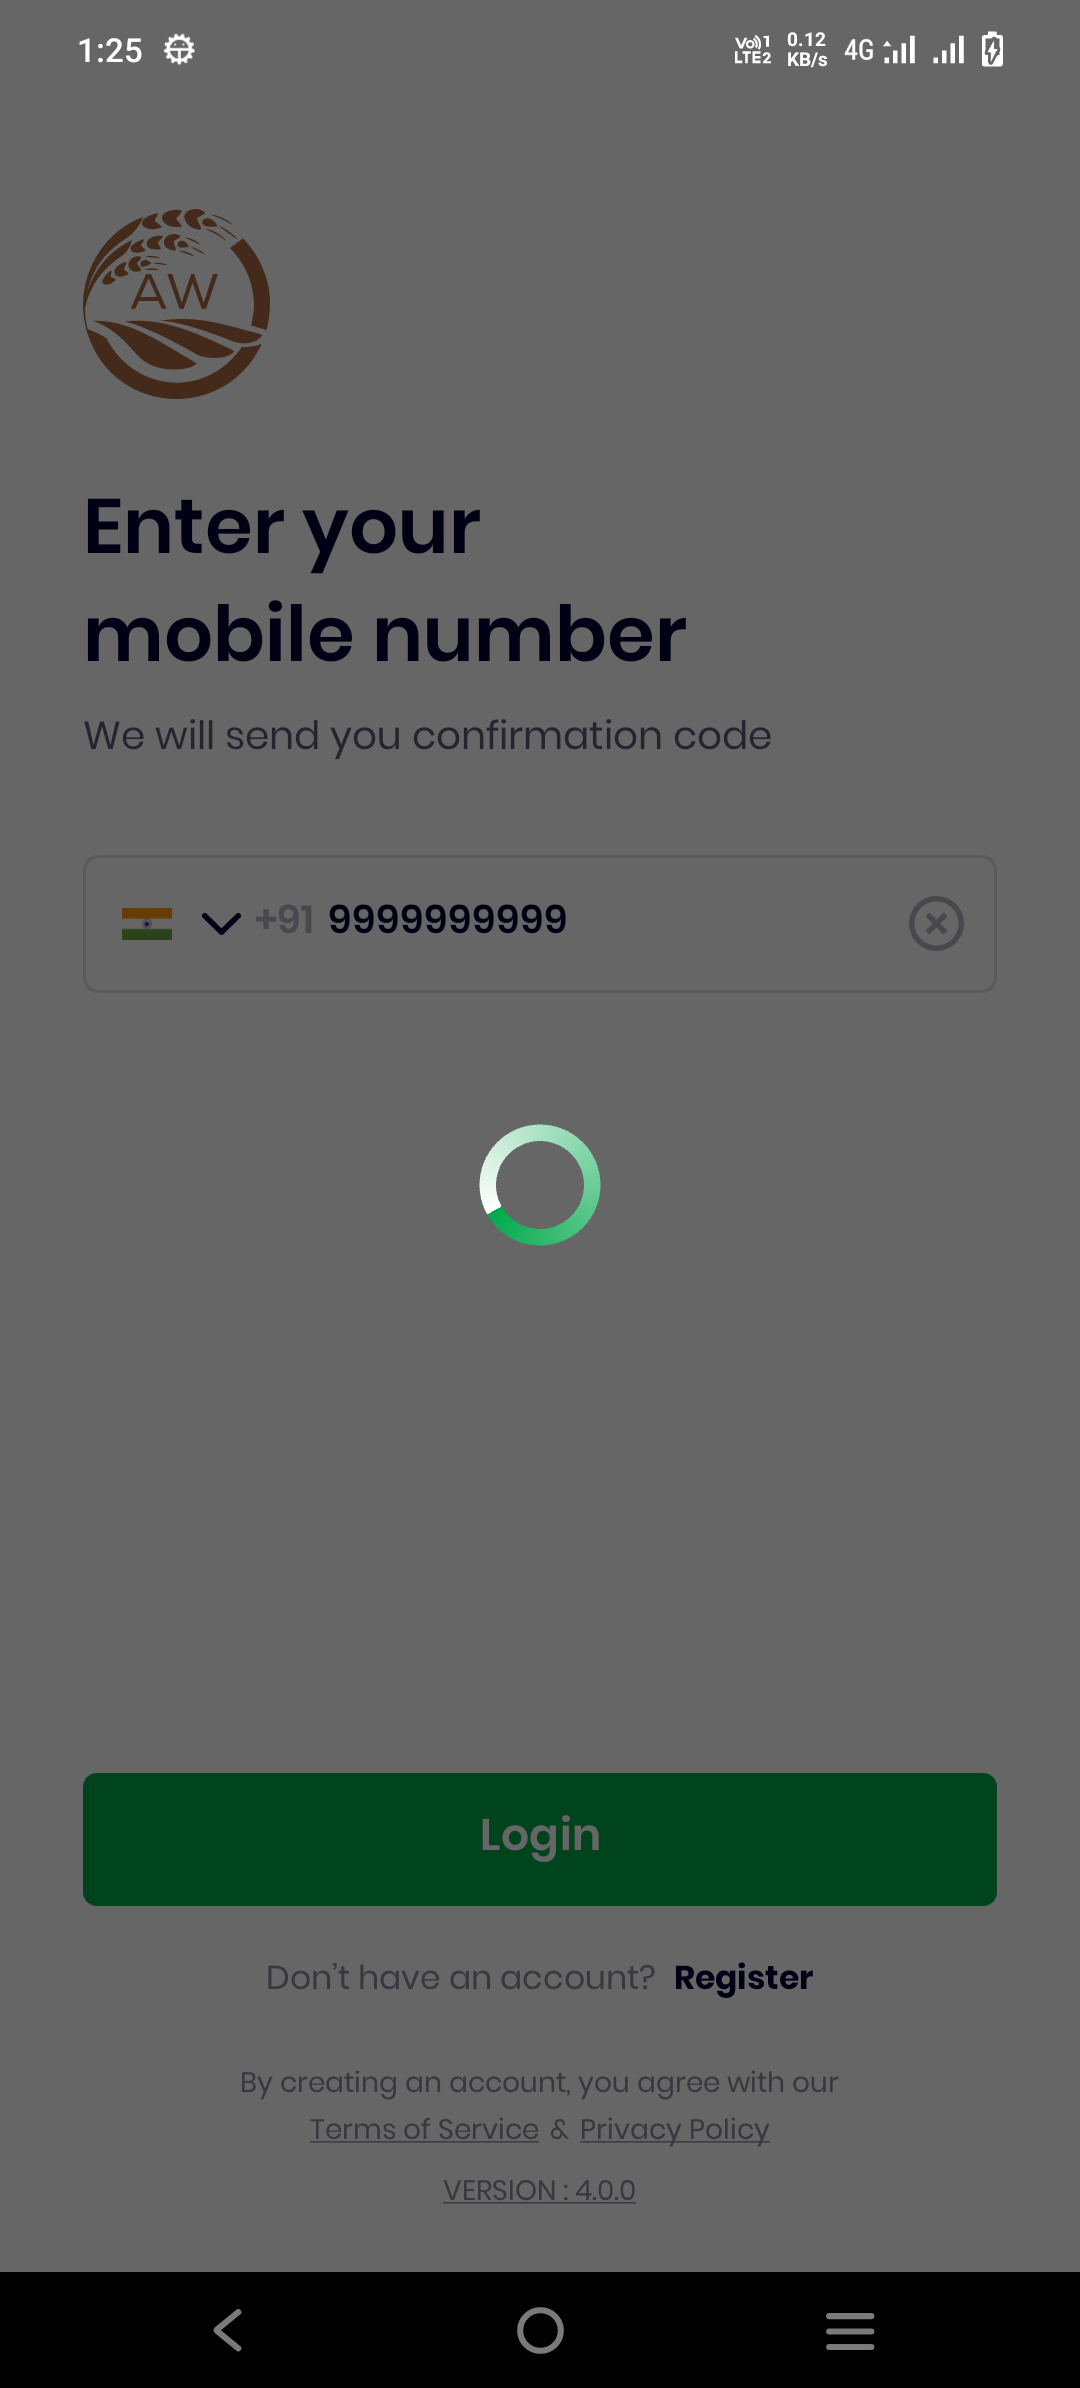 1:25
Vo) 1 LTE2
0.12 KB/s
4G
AW
Enter your
mobile number
We will send you confirmation code
+91 9999999999
Login
Don't have an account? Register
By creating an account, you agree with our
Terms of Service & Privacy Policy
VERSION : 4.0.0